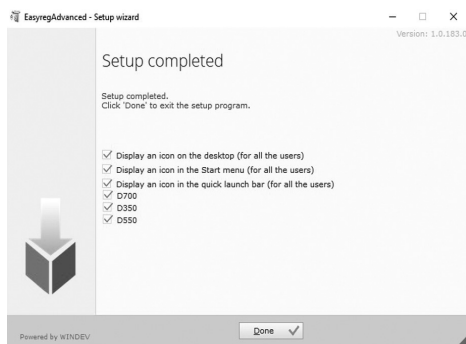 EasyregAdvanced - Setup wizard
Version: 1.0.183.0
Setup completed
Setup completed.
Click 'Done' to exit the setup program.
Display an icon on the desktop (for all the users)
Display an icon in the Start menu (for all the users)
Display an icon in the quick launch bar (for all the users)
D700
D350
D550
Done
Powered by WINDEV